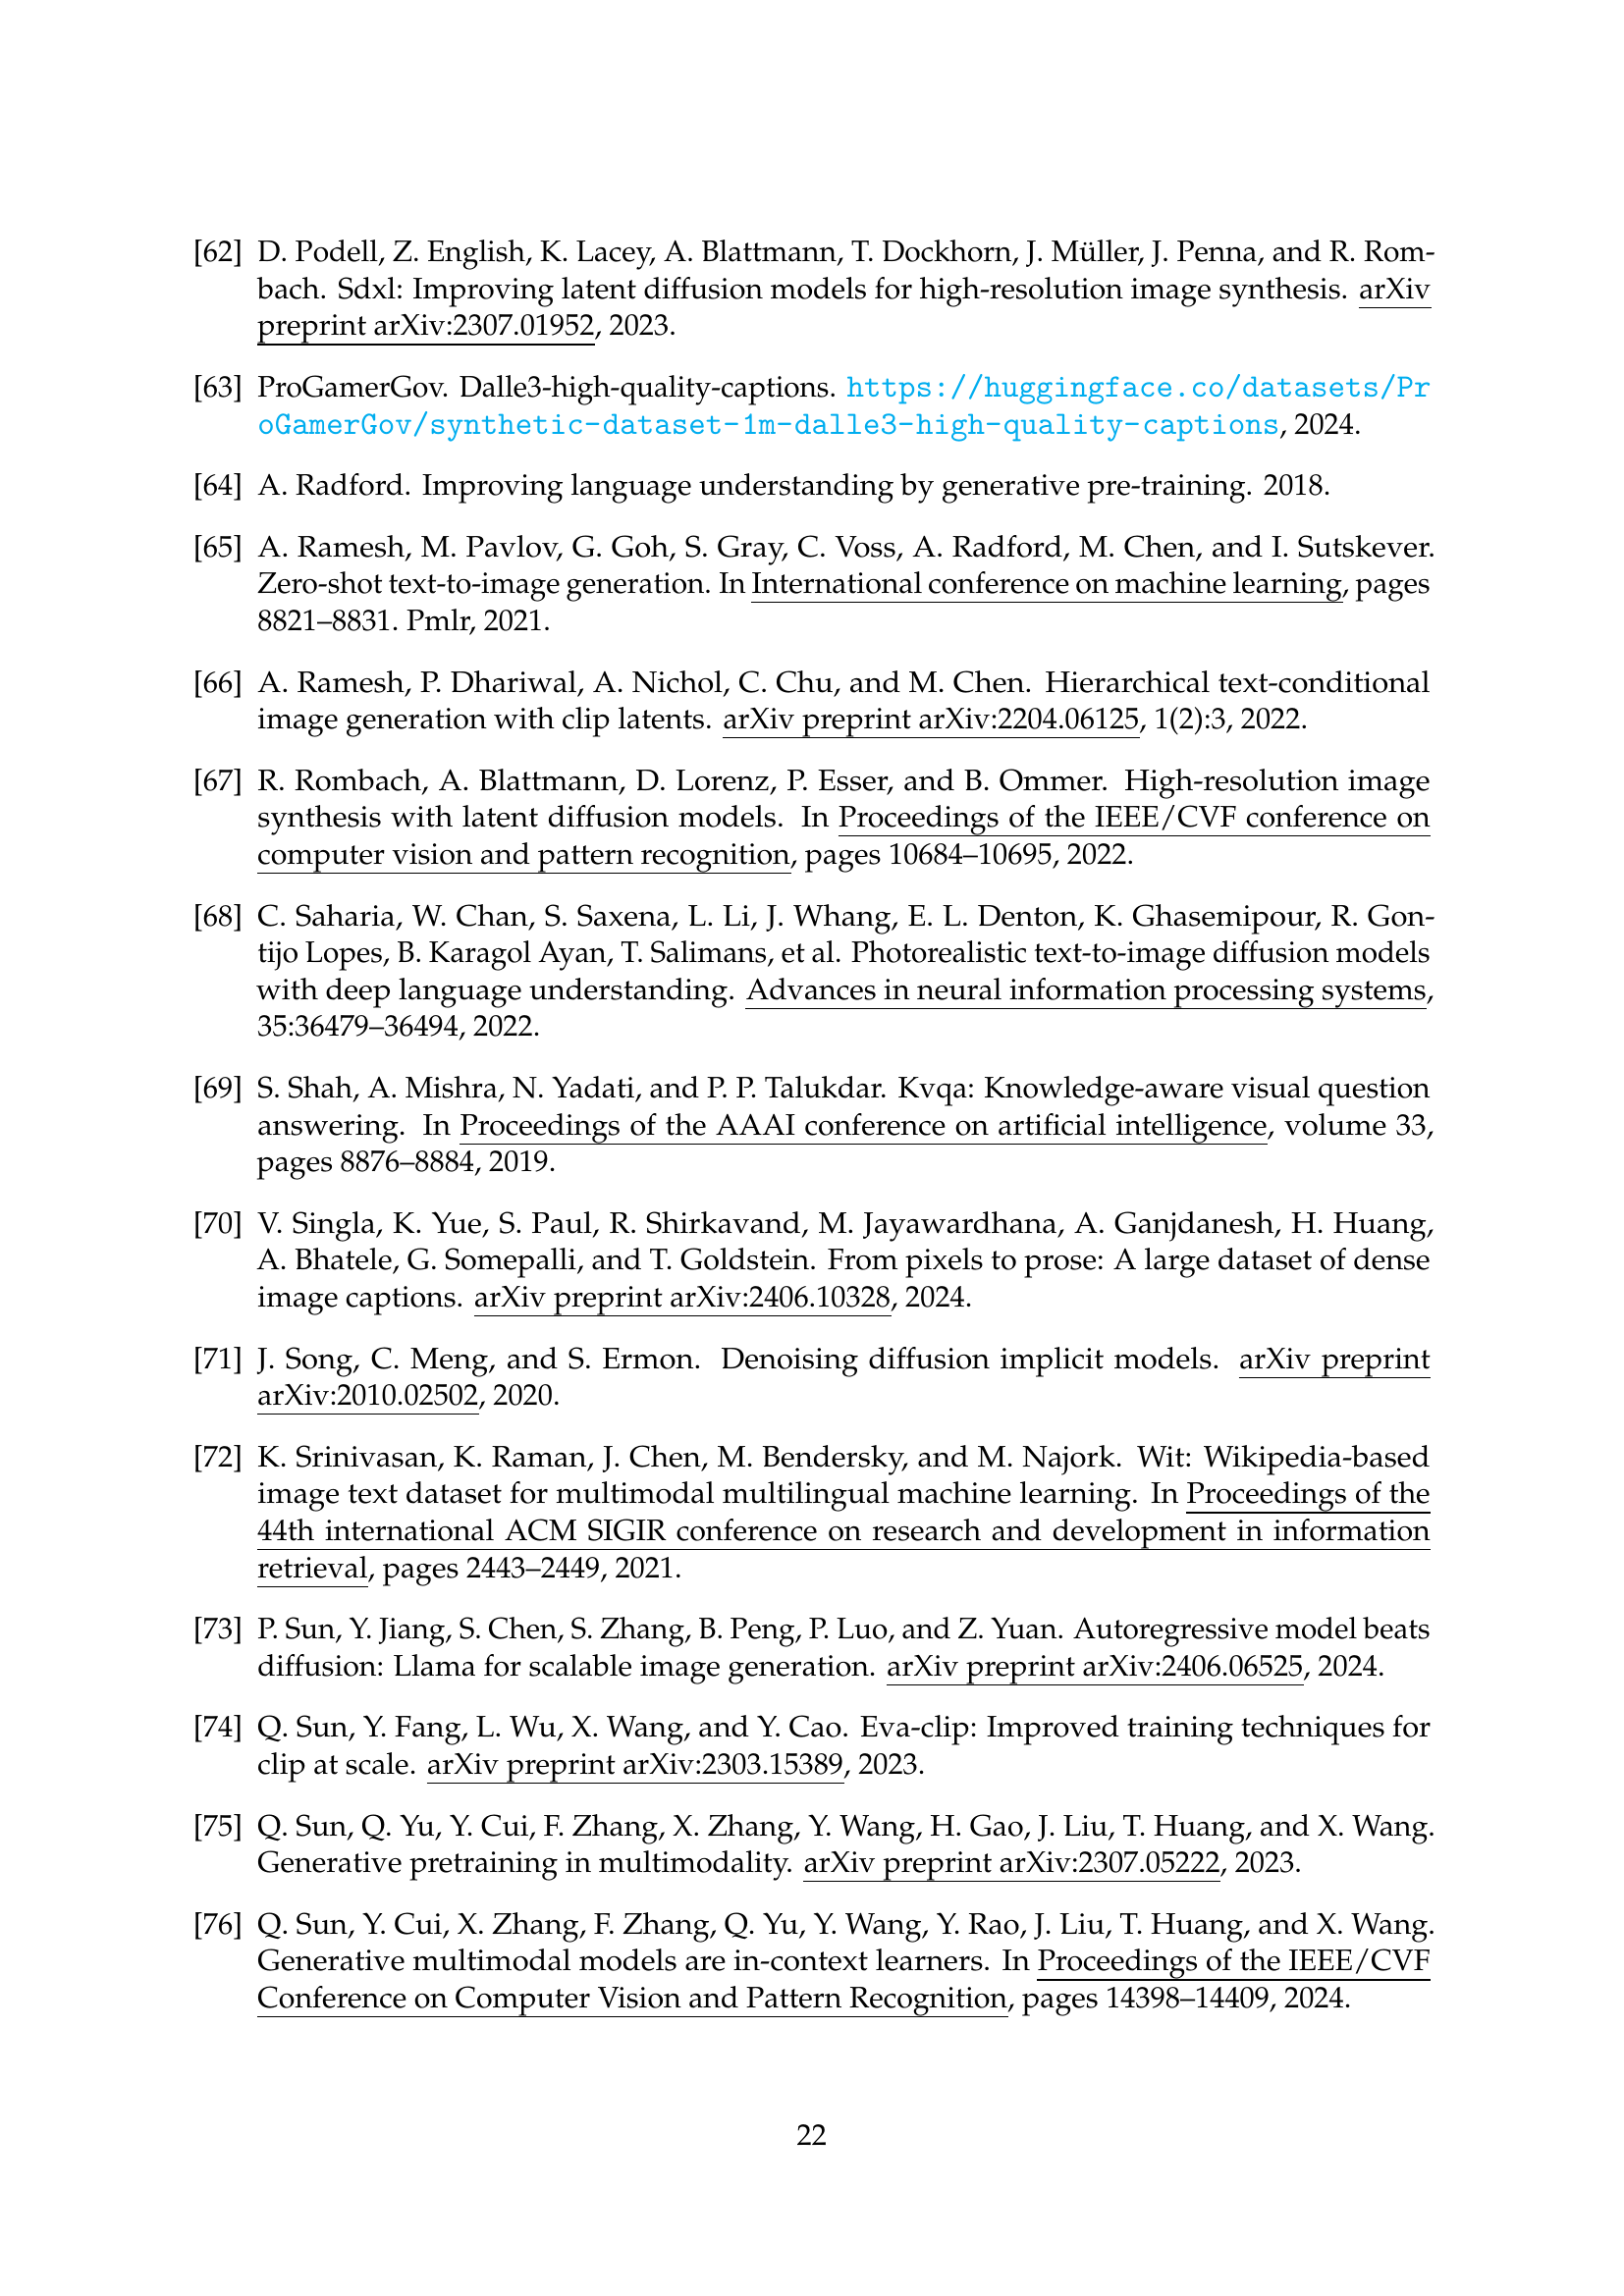 [62] D. Podell, Z. English, K. Lacey, A. Blattmann, T. Dockhorn, J. Müller, J. Penna, and R. Rom-
bach. Sdxl: Improving latent diffusion models for high-resolution image synthesis. arXiv
preprint arXiv:2307.01952, 2023.
[63] ProGamerGov. Dalle3-high-quality-captions. https://huggingface.co/datasets/Pr
oGamerGov/synthetic-dataset-1m-dalle3-high-quality-captions, 2024.
[64] A. Radford. Improving language understanding by generative pre-training. 2018.
[65] A. Ramesh, M. Pavlov, G. Goh, S. Gray, C. Voss, A. Radford, M. Chen, and I. Sutskever.
Zero-shot text-to-image generation. In International conference on machine learning, pages
8821–8831. Pmlr, 2021.
[66] A. Ramesh, P. Dhariwal, A. Nichol, C. Chu, and M. Chen. Hierarchical text-conditional
image generation with clip latents. arXiv preprint arXiv:2204.06125, 1(2):3, 2022.
[67] R. Rombach, A. Blattmann, D. Lorenz, P. Esser, and B. Ommer. High-resolution image
synthesis with latent diffusion models. In Proceedings of the IEEE/CVF conference on
computer vision and pattern recognition, pages 10684–10695, 2022.
[68] C. Saharia, W. Chan, S. Saxena, L. Li, J. Whang, E. L. Denton, K. Ghasemipour, R. Gon-
tijo Lopes, B. Karagol Ayan, T. Salimans, et al. Photorealistic text-to-image diffusion models
with deep language understanding. Advances in neural information processing systems,
35:36479–36494, 2022.
[69] S. Shah, A. Mishra, N. Yadati, and P. P. Talukdar. Kvqa: Knowledge-aware visual question
answering. In Proceedings of the AAAI conference on artificial intelligence, volume 33,
pages 8876–8884, 2019.
[70] V. Singla, K. Yue, S. Paul, R. Shirkavand, M. Jayawardhana, A. Ganjdanesh, H. Huang,
A. Bhatele, G. Somepalli, and T. Goldstein. From pixels to prose: A large dataset of dense
image captions. arXiv preprint arXiv:2406.10328, 2024.
[71] J. Song, C. Meng, and S. Ermon. Denoising diffusion implicit models. arXiv preprint
arXiv:2010.02502, 2020.
[72] K. Srinivasan, K. Raman, J. Chen, M. Bendersky, and M. Najork. Wit: Wikipedia-based
image text dataset for multimodal multilingual machine learning. In Proceedings of the
44th international ACM SIGIR conference on research and development in information
retrieval, pages 2443–2449, 2021.
[73] P. Sun, Y. Jiang, S. Chen, S. Zhang, B. Peng, P. Luo, and Z. Yuan. Autoregressive model beats
diffusion: Llama for scalable image generation. arXiv preprint arXiv:2406.06525, 2024.
[74] Q. Sun, Y. Fang, L. Wu, X. Wang, and Y. Cao. Eva-clip: Improved training techniques for
clip at scale. arXiv preprint arXiv:2303.15389, 2023.
[75] Q. Sun, Q. Yu, Y. Cui, F. Zhang, X. Zhang, Y. Wang, H. Gao, J. Liu, T. Huang, and X. Wang.
Generative pretraining in multimodality. arXiv preprint arXiv:2307.05222, 2023.
[76] Q. Sun, Y. Cui, X. Zhang, F. Zhang, Q. Yu, Y. Wang, Y. Rao, J. Liu, T. Huang, and X. Wang.
Generative multimodal models are in-context learners. In Proceedings of the IEEE/CVF
Conference on Computer Vision and Pattern Recognition, pages 14398–14409, 2024.
22